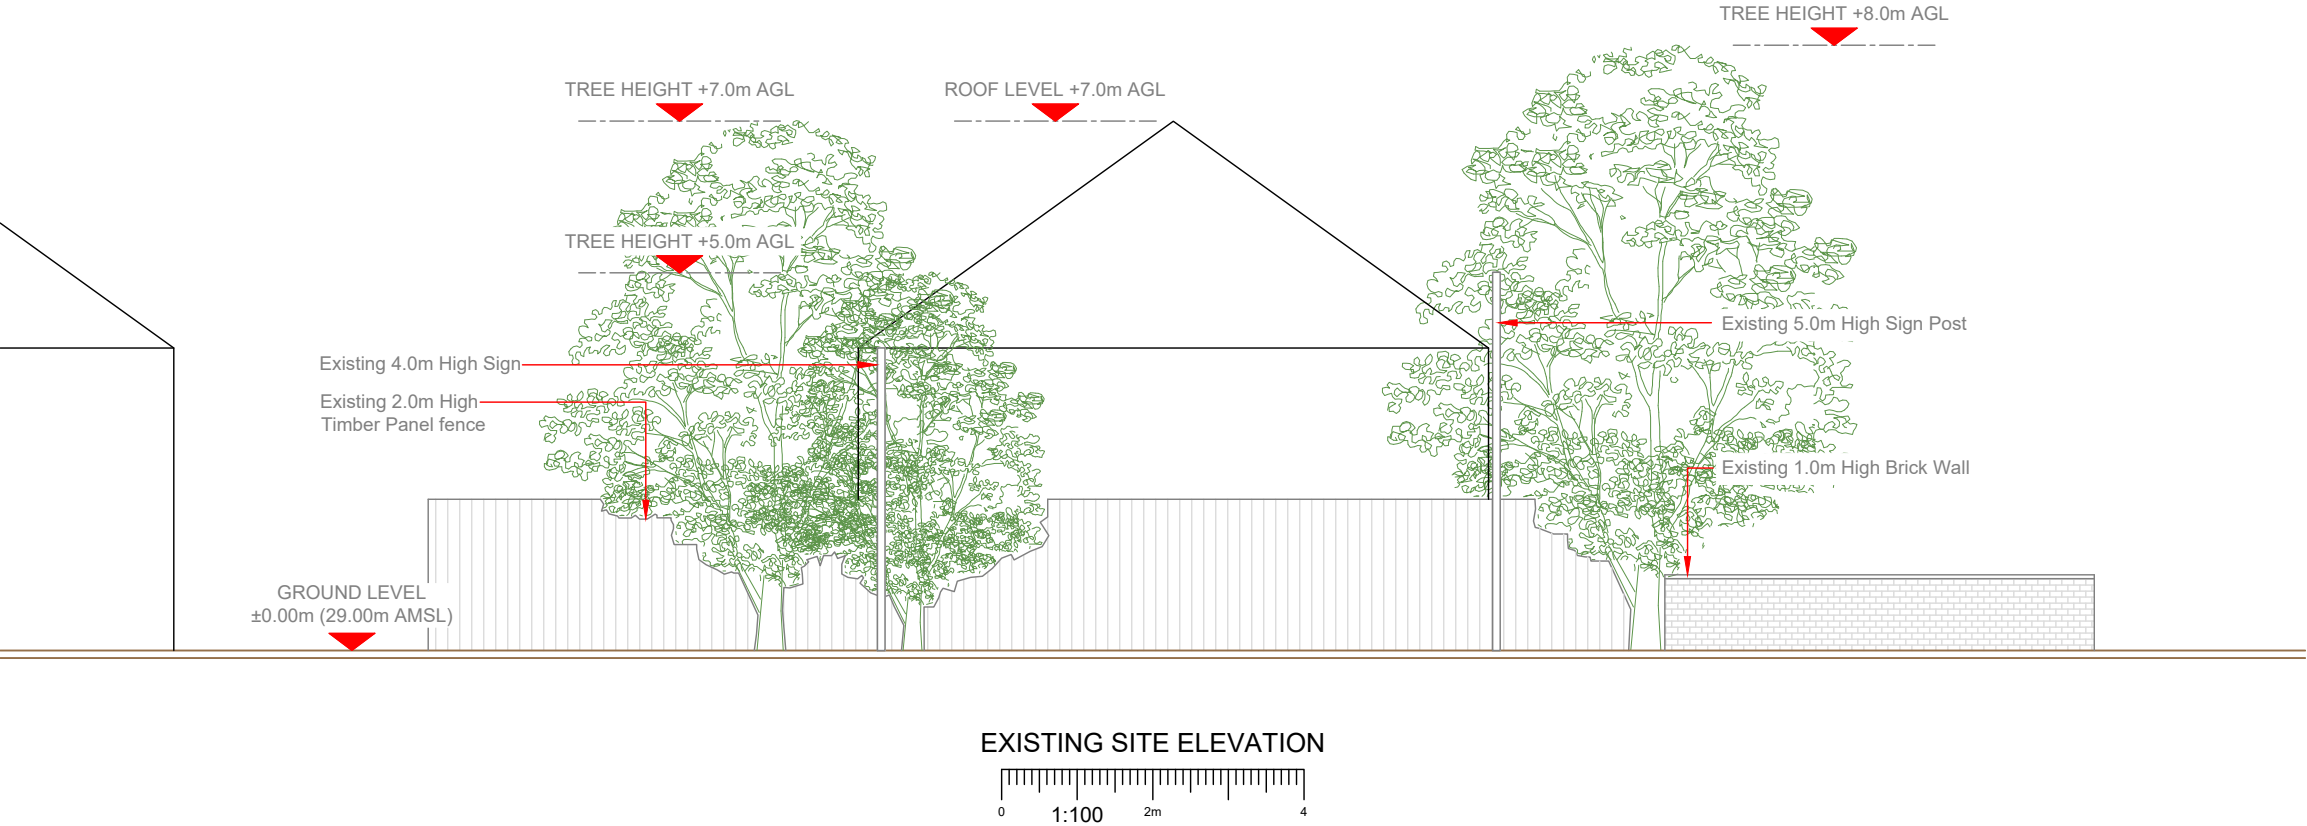 TREE HEIGHT +8.0m AGL
TREE HEIGHT +7.0m AGL
ROOF LEVEL +7.0m AGL
TREE HEIGHT +5.0m AGL
Existing 5.0m High Sign Post
Existing 4.0m High Sign
Existing 2.0m High
Timber Panel fence
Existing 1.0m High Brick Wall
GROUND LEVEL
±0.00m (29.00m AMSL)
EXISTING SITE ELEVATION
0 1:100 2m 4